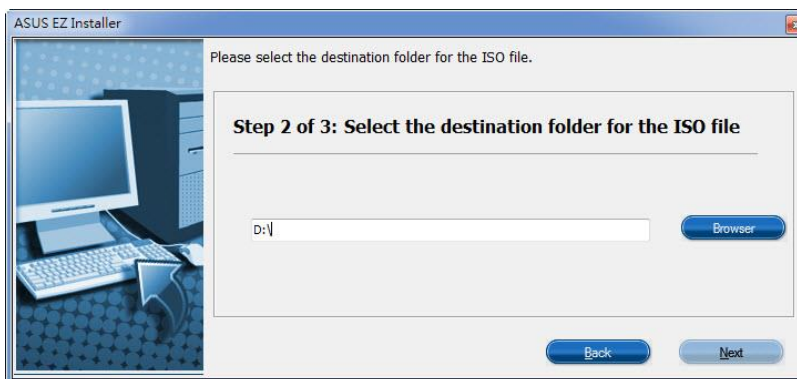 ASUS EZ Installer
Please select the destination folder for the ISO file.
Step 2 of 3: Select the destination folder for the ISO file
D:\
Browser
Back
Next